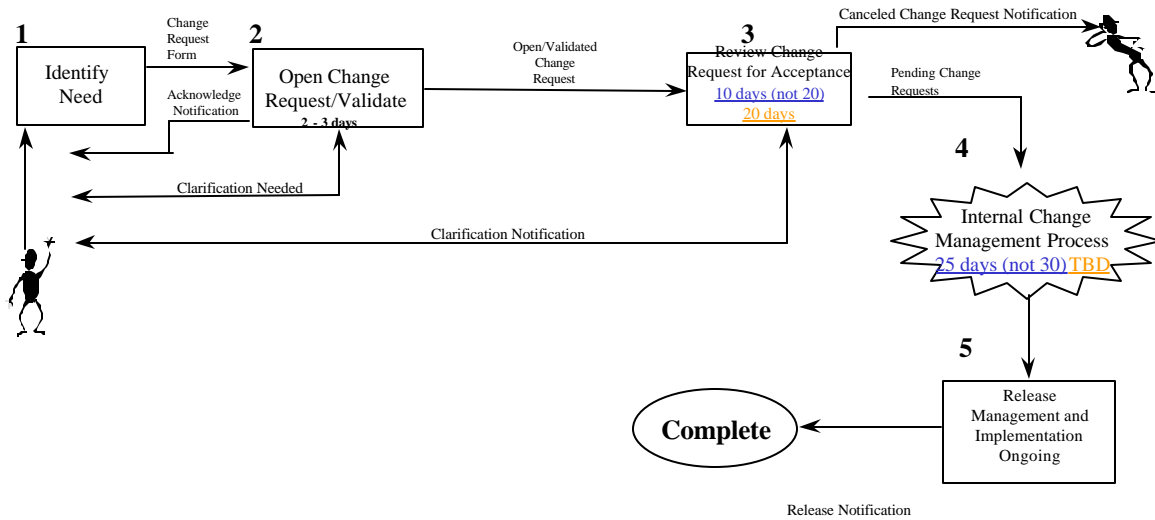 1
Change
Request
Form
Identify
Need
2
Open Change
Request/Validate
2 - 3 days
Acknowledge
Notification
Open/Validated
Change
Request
3
Review Change
Request for Acceptance
10 days (not 20)
20 days
Canceled Change Request Notification
Pending Change
Requests
Clarification Needed
Clarification Notification
4
Internal Change
Management Process
25 days (not 30) TBD
5
Release
Management and
Implementation
Ongoing
Complete
Release Notification